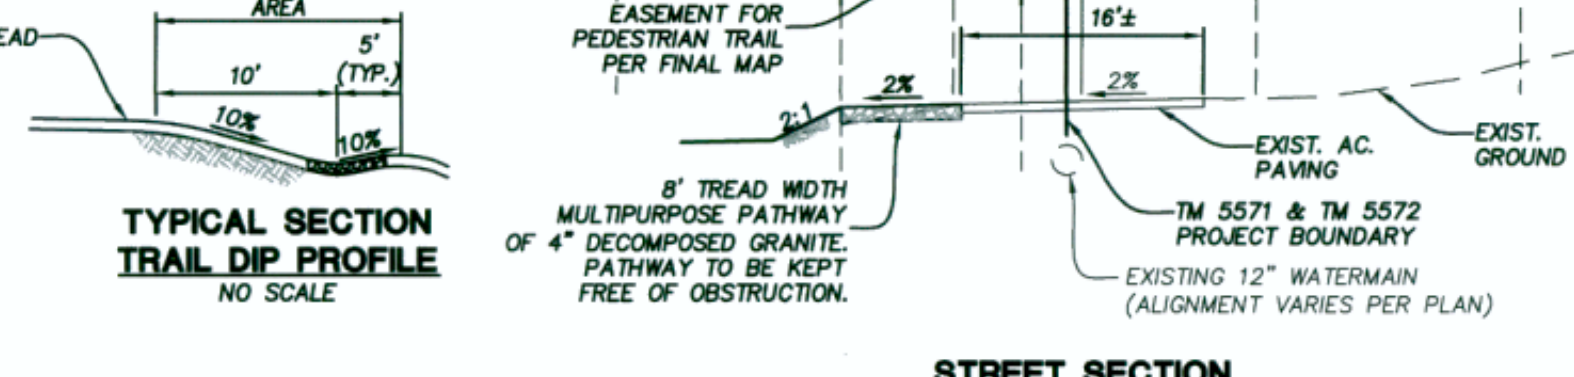 AREA
EAD
5'
10'
(TYP.)
10%
10%
TYPICAL SECTION
TRAIL DIP PROFILE
NO SCALE
EASEMENT FOR
PEDESTRIAN TRAIL
PER FINAL MAP
16'±
2%
2%
2:1
8' TREAD WIDTH
MULTIPURPOSE PATHWAY
OF 4" DECOMPOSED GRANITE.
PATHWAY TO BE KEPT
FREE OF OBSTRUCTION.
EXIST. AC.
PAVING
EXIST.
GROUND
TM 5571 & TM 5572
PROJECT BOUNDARY
EXISTING 12" WATERMAIN
(ALIGNMENT VARIES PER PLAN)
STREET SECTION